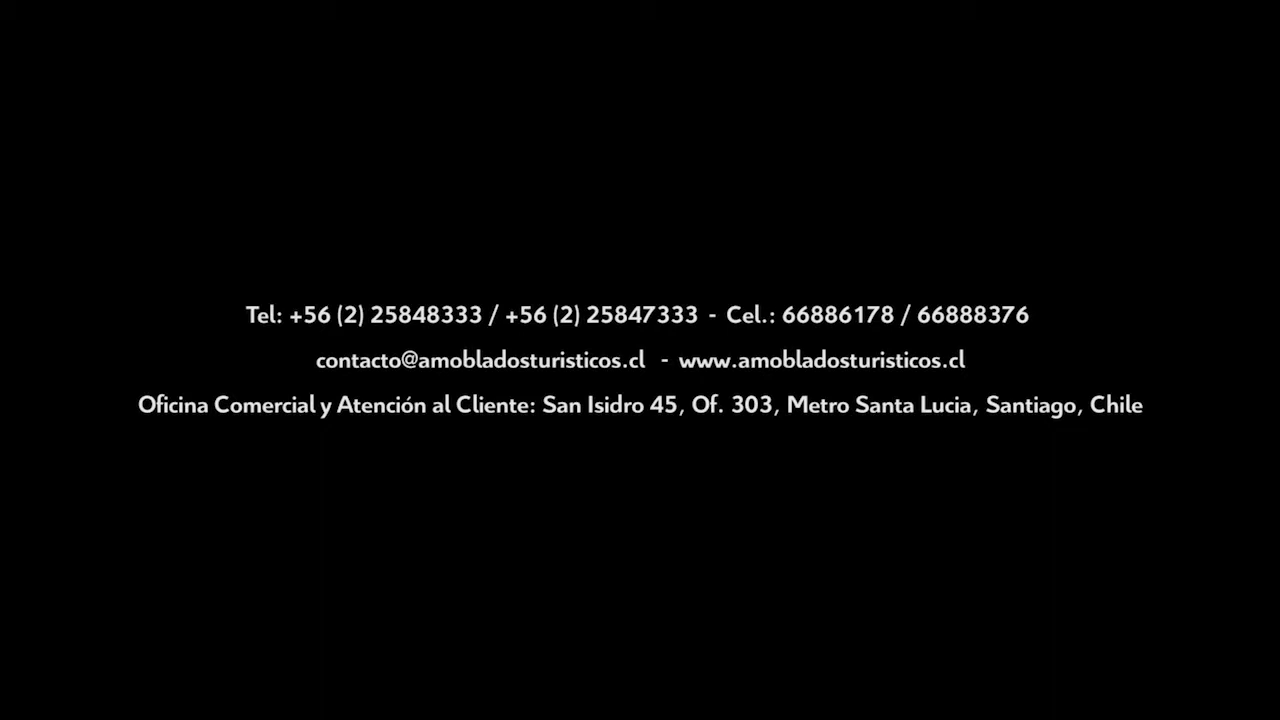 Tel: +56 (2) 25848333 / +56 (2) 25847333 - Cel.: 66886178 / 66888376
contacto@amobladosturisticos.cl - www.amobladosturisticos.cl
Oficina Comercial y Atención al Cliente: San Isidro 45, Of. 303, Metro Santa Lucia, Santiago, Chile